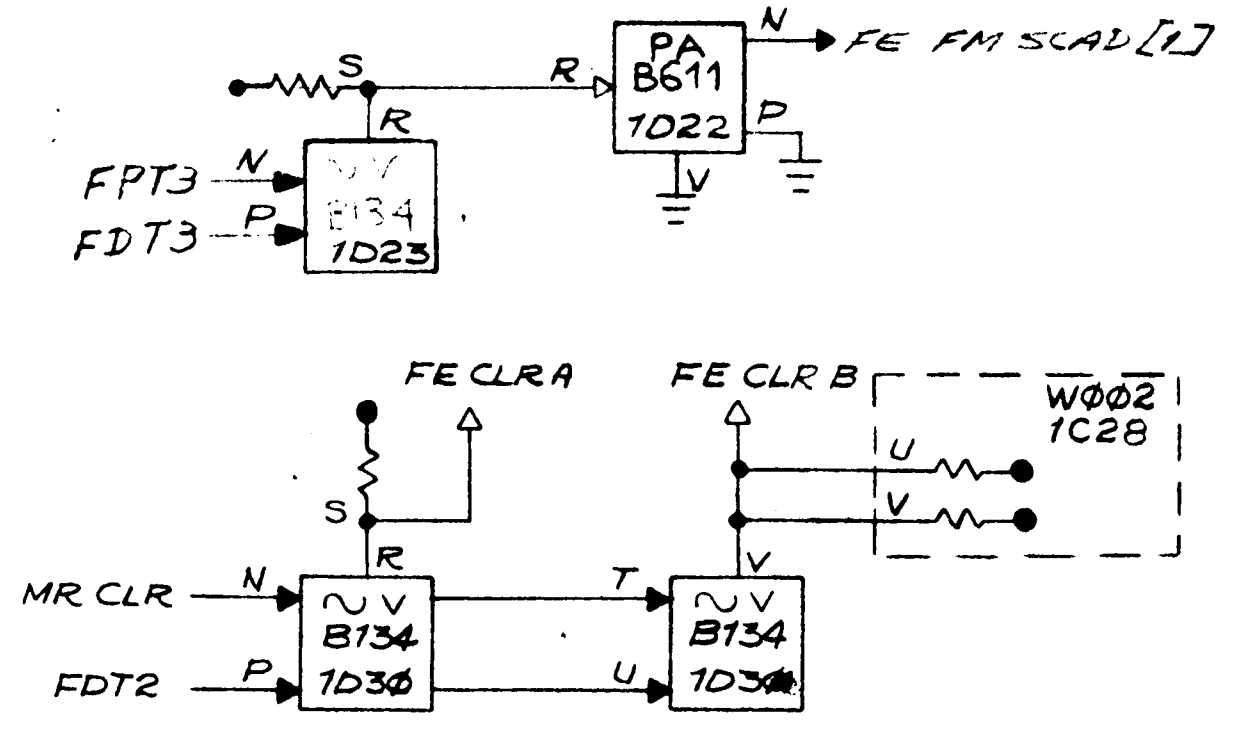 N
PA
FE FM SCAD[1]
S
R
B611
R
1D22
P
FPT3
N
V
V
FDT3
P
B134
1D23
FE CLR A
FE CLR B
WØØ2
1C28
U
S
V
R
V
MR CLR
N
~ V
T
~ V
B134
B134
FDT2
P
1D3Ø
U